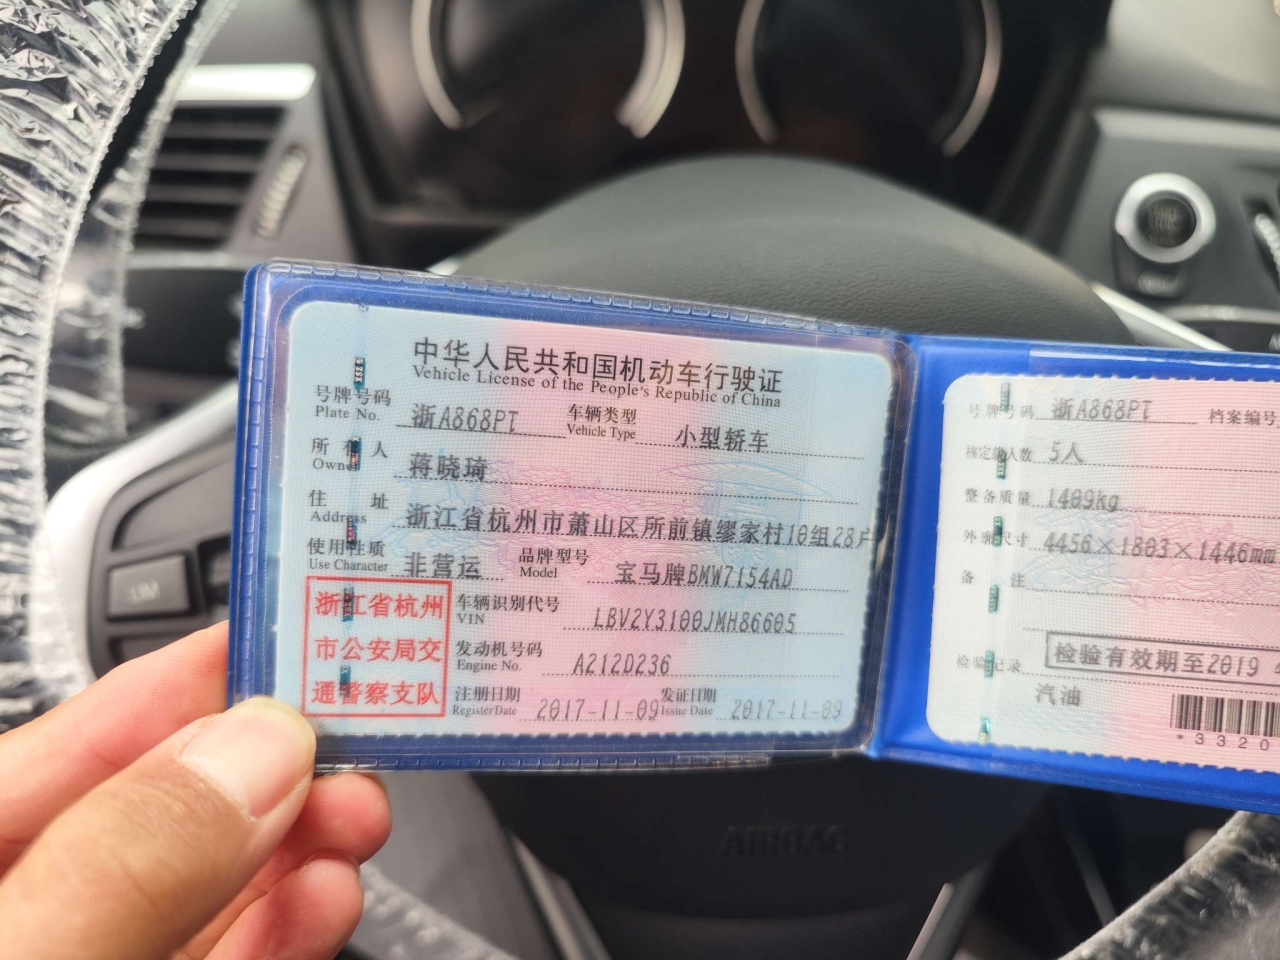 中华人民共和国机动车行驶证
Vehicle License of the People's Republic of China
号牌号码 浙A868PT 车辆类型 小型轿车
Plate No. Vehicle Type
所有人 蒋晓琦
Owner
住址 浙江省杭州市萧山区所前镇缪家村10组28户
Address
使用性质 非营运 品牌型号 宝马牌BMW7154AD
Use Character Model
浙江省杭州
市公安局交
通警察支队
车辆识别代号 LBV2Y3100JMH86605
VIN
发动机号码 A212D236
Engine No.
注册日期 2017-11-09 发证日期 2017-11-09
Register Date Issue Date
号牌号码 浙A868PT 档案编号
核定载人数 5人
整备质量 1409kg
外廓尺寸 4456×1803×1446mm
备注
检验记录 检验有效期至2019
汽油
*3320
AIRBAG